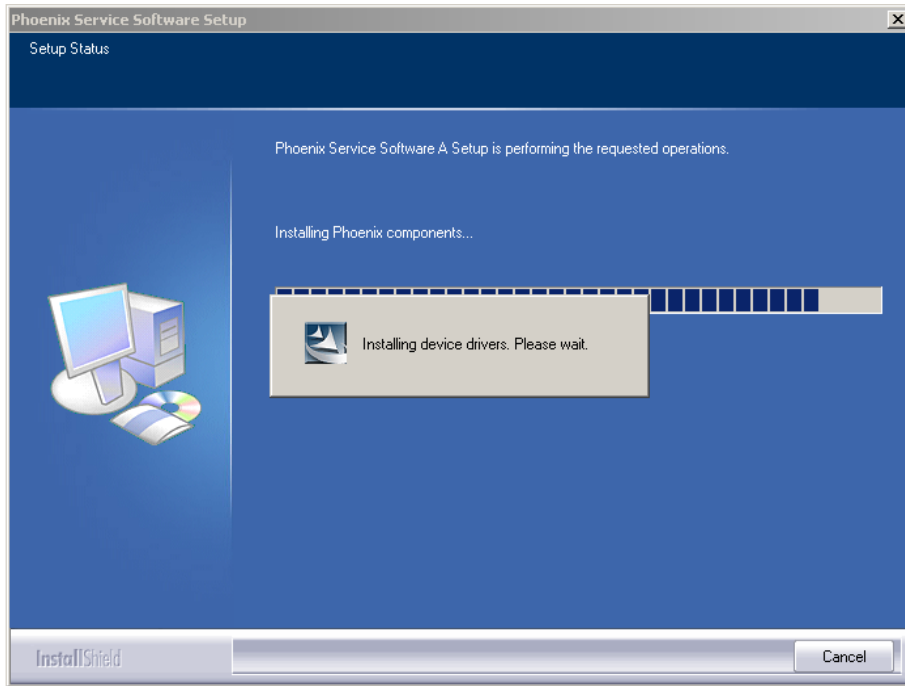 Phoenix Service Software Setup
Setup Status
Phoenix Service Software A Setup is performing the requested operations.
Installing Phoenix components...
Installing device drivers. Please wait.
InstallShield
Cancel